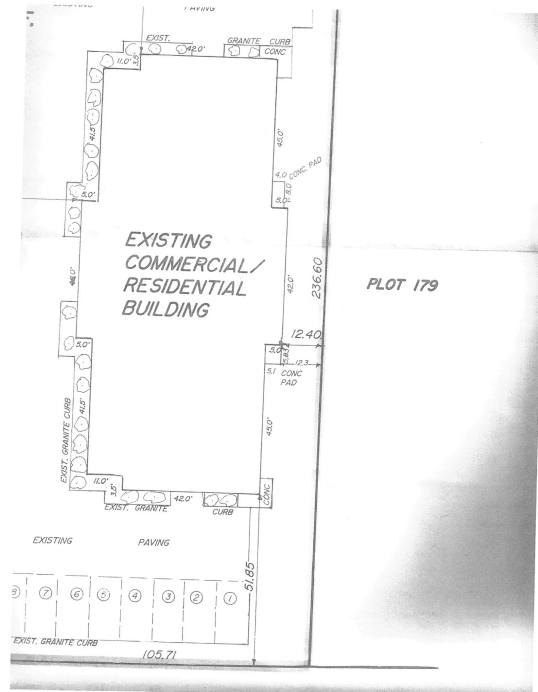 PAVING
EXIST.
GRANITE CURB
42.0'
CONC
11.0'
3.5'
41.5'
45.0'
4.0
CONC PAD
5.0'
5.0'
EXISTING
COMMERCIAL/
RESIDENTIAL
BUILDING
42.0'
236.60
PLOT 179
12.40
5.0'
5.0'
5.83'
12.3
5.1
CONC
PAD
41.5'
EXIST. GRANITE CURB
45.0'
11.0'
3.5'
42.0'
CONC
EXIST. GRANITE
CURB
EXISTING
PAVING
51.85
8
7
6
5
4
3
2
1
EXIST. GRANITE CURB
105.71